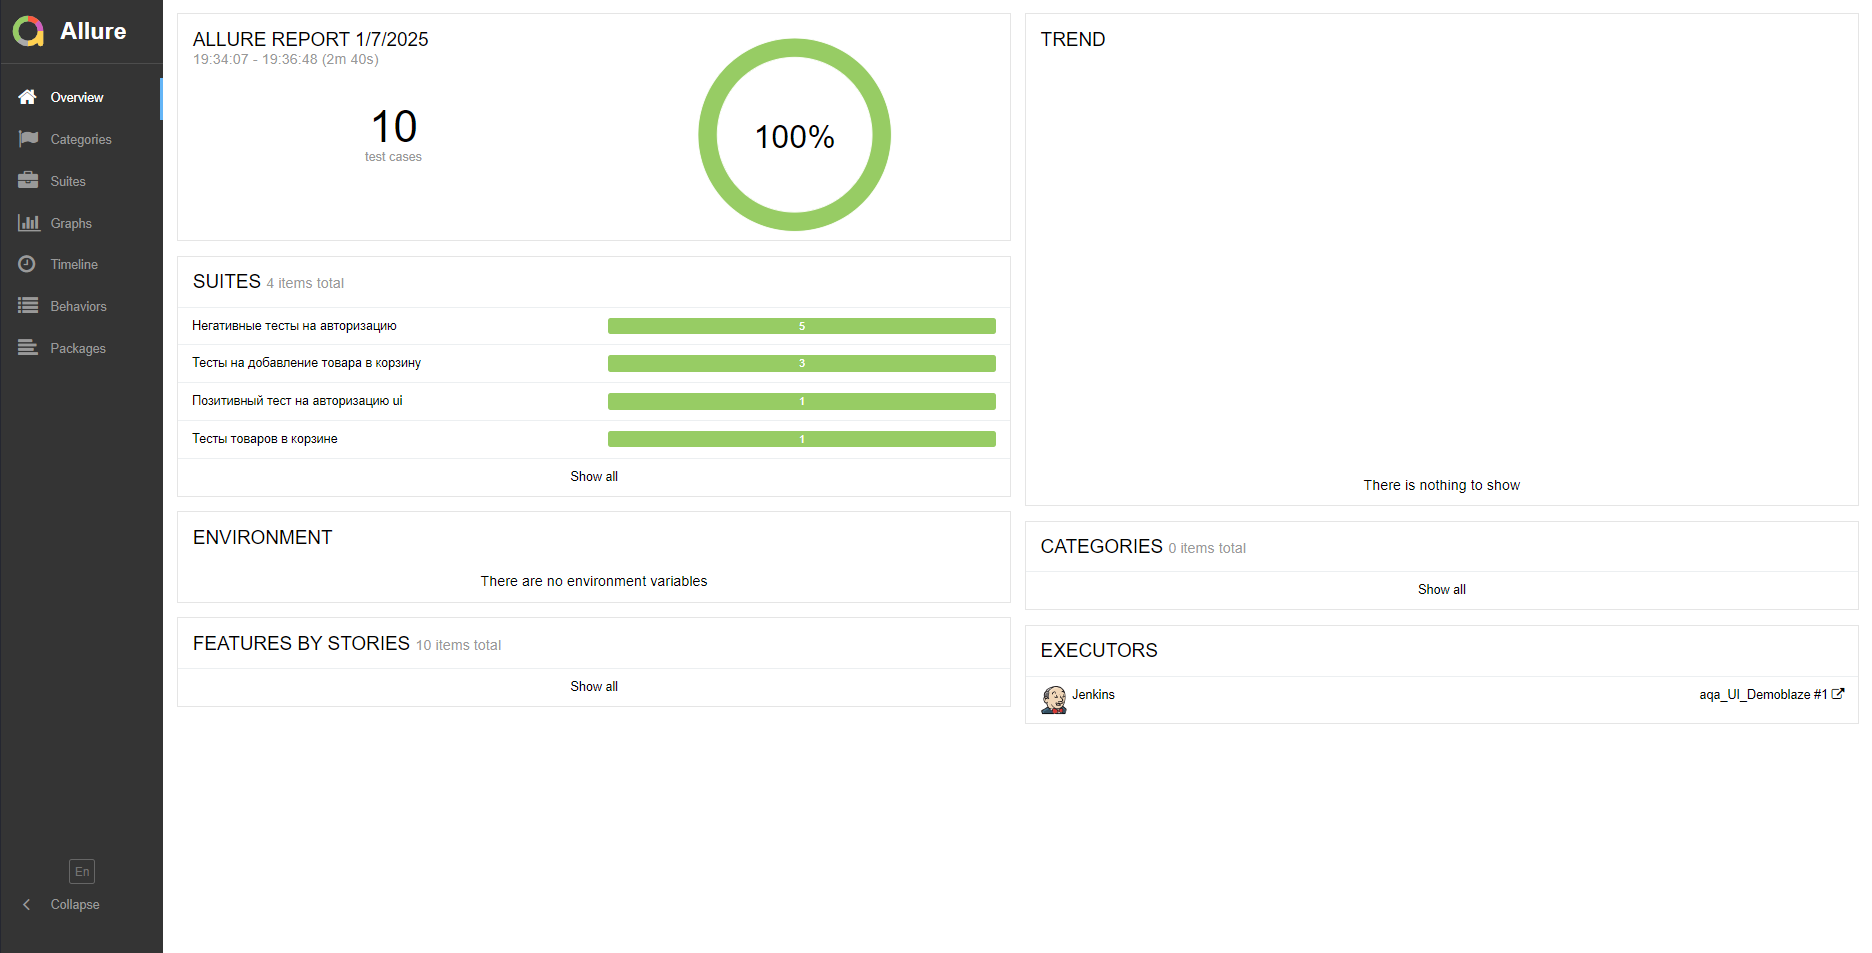 Allure
Overview
Categories
Suites
Graphs
Timeline
Behaviors
Packages
En
Collapse
ALLURE REPORT 1/7/2025
19:34:07 - 19:36:48 (2m 40s)
10
test cases
100%
SUITES 4 items total
Негативные тесты на авторизацию 5
Тесты на добавление товара в корзину 3
Позитивный тест на авторизацию ui 1
Тесты товаров в корзине 1
Show all
ENVIRONMENT
There are no environment variables
FEATURES BY STORIES 10 items total
Show all
TREND
There is nothing to show
CATEGORIES 0 items total
Show all
EXECUTORS
Jenkins aqa_UI_Demoblaze #1